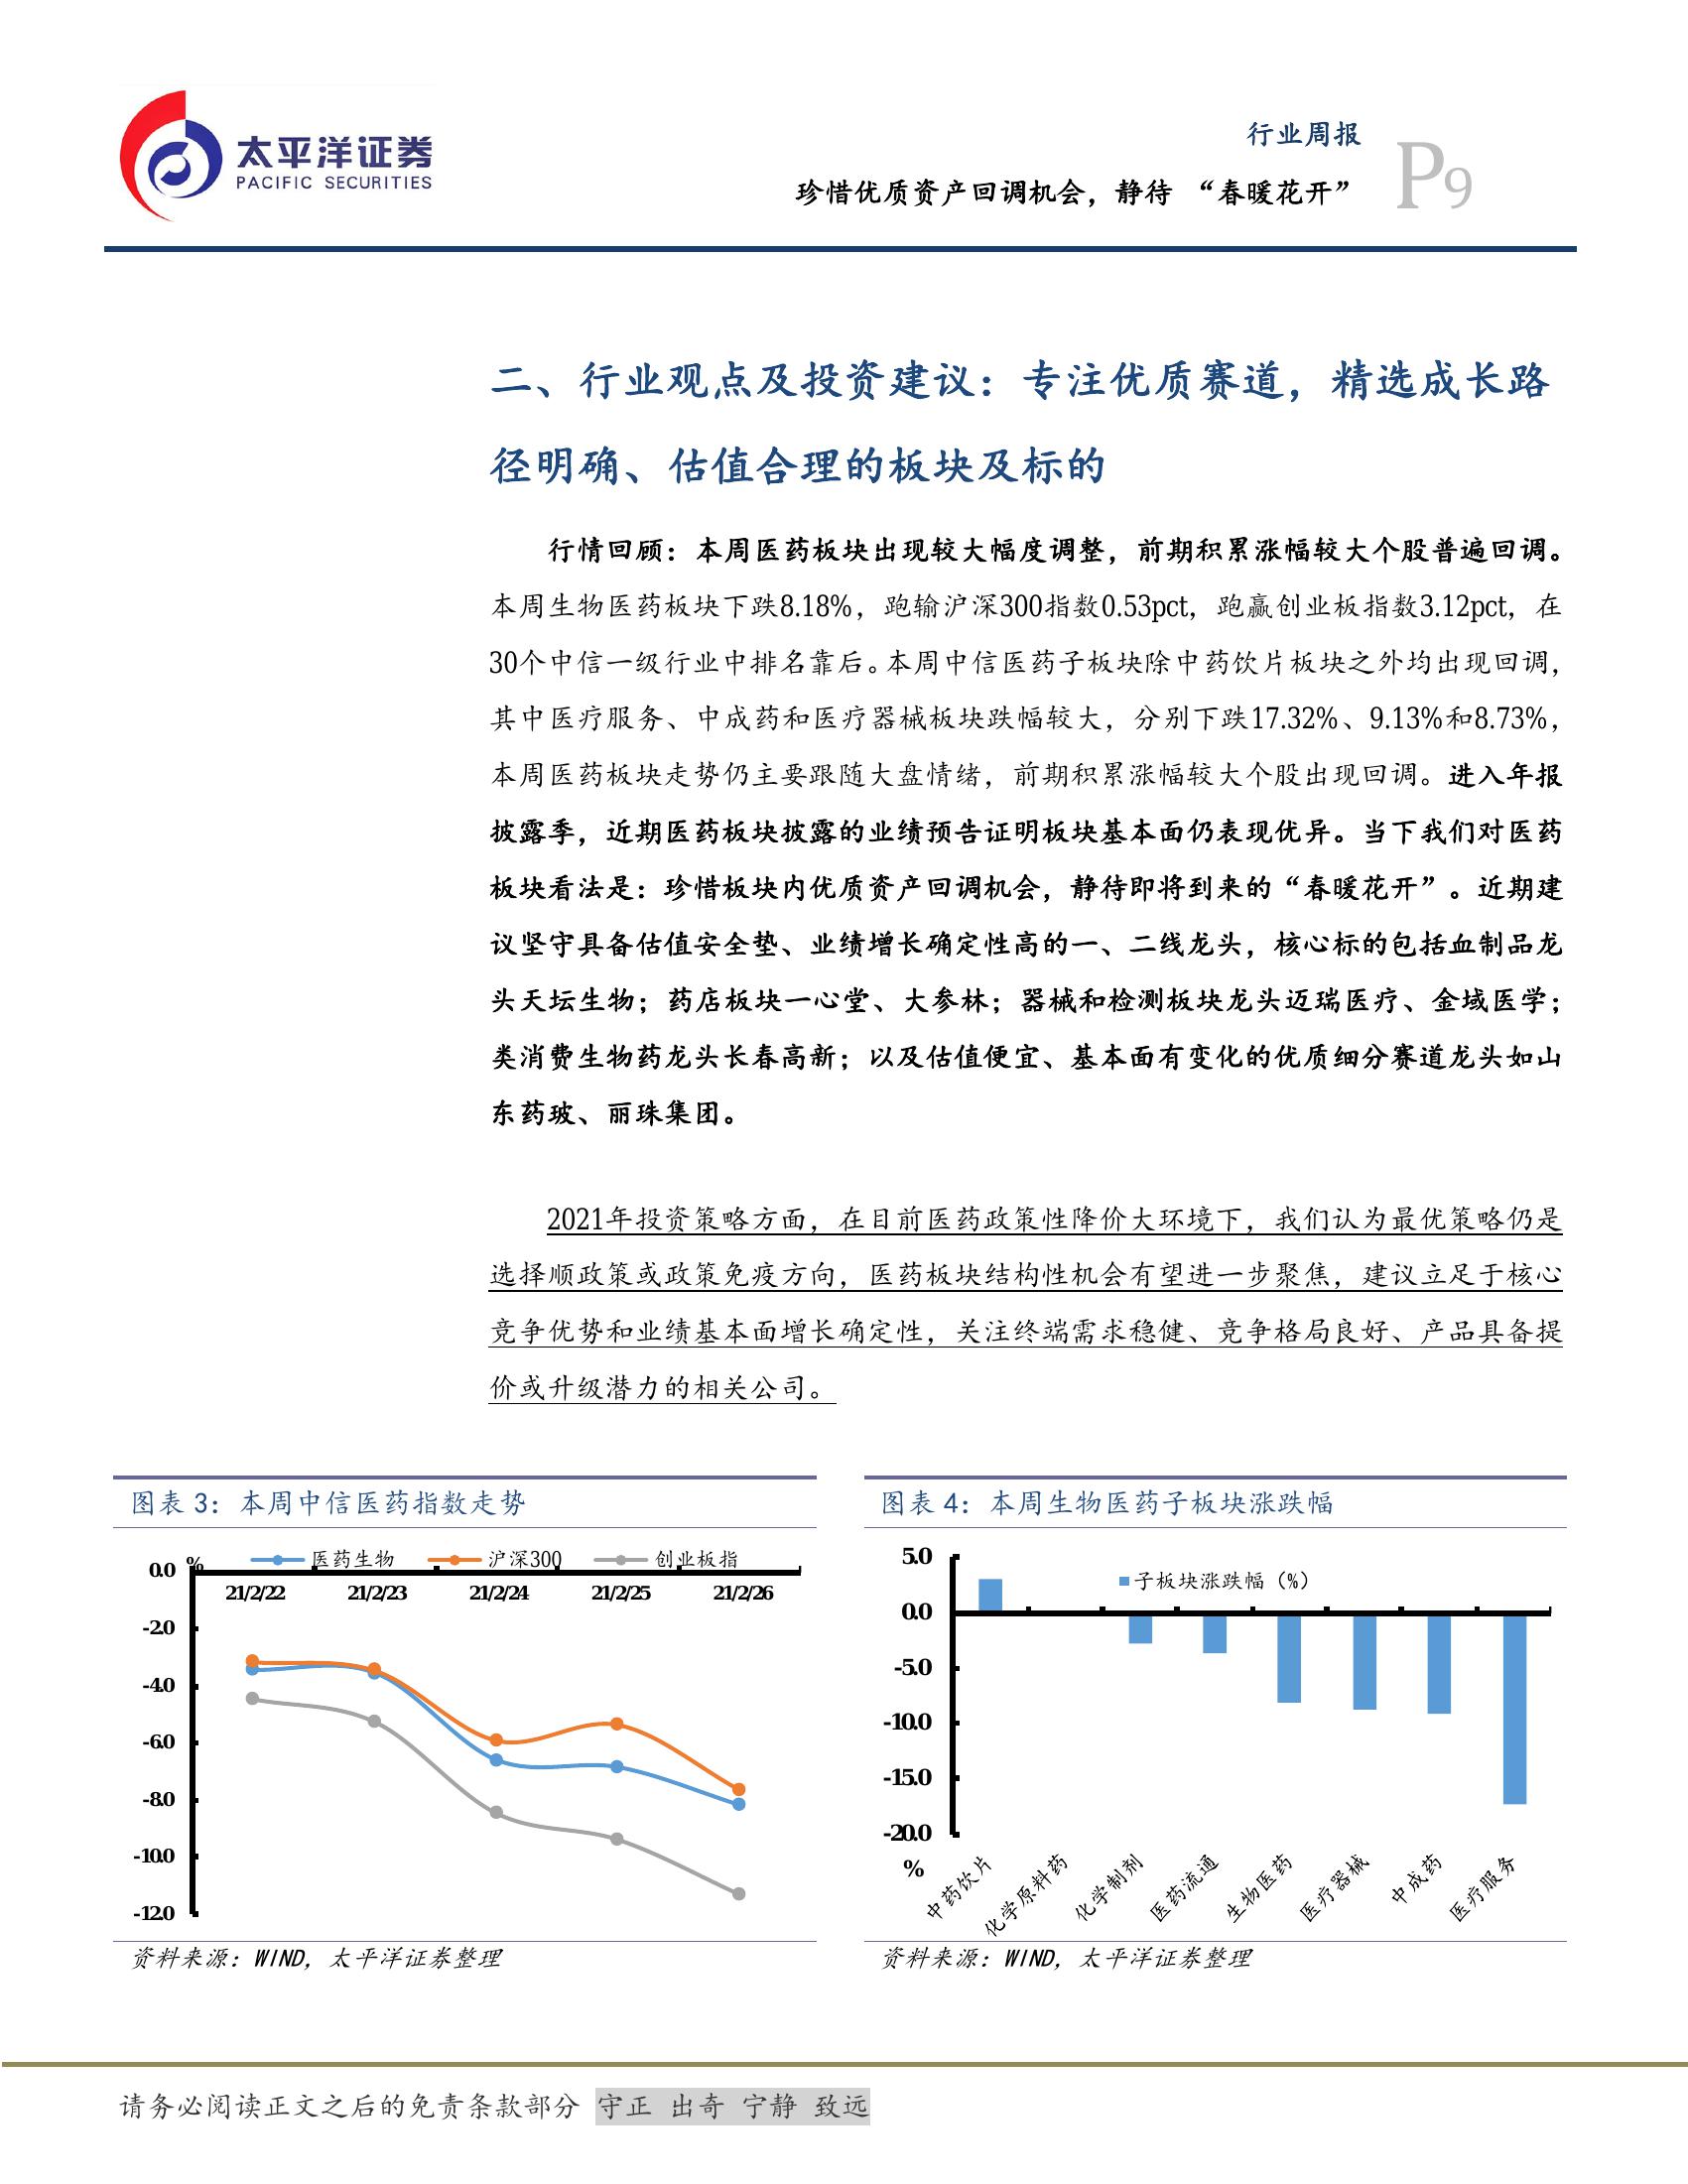 太平洋证券
PACIFIC SECURITIES
行业周报
珍惜优质资产回调机会，静待 “春暖花开”
P9
二、行业观点及投资建议：专注优质赛道，精选成长路
径明确、估值合理的板块及标的
行情回顾：本周医药板块出现较大幅度调整，前期积累涨幅较大个股普遍回调。
本周生物医药板块下跌8.18%，跑输沪深300指数0.53pct，跑赢创业板指数3.12pct，在
30个中信一级行业中排名靠后。本周中信医药子板块除中药饮片板块之外均出现回调，
其中医疗服务、中成药和医疗器械板块跌幅较大，分别下跌17.32%、9.13%和8.73%，
本周医药板块走势仍主要跟随大盘情绪，前期积累涨幅较大个股出现回调。进入年报
披露季，近期医药板块披露的业绩预告证明板块基本面仍表现优异。当下我们对医药
板块看法是：珍惜板块内优质资产回调机会，静待即将到来的“春暖花开”。近期建
议坚守具备估值安全垫、业绩增长确定性高的一、二线龙头，核心标的包括血制品龙
头天坛生物；药店板块一心堂、大参林；器械和检测板块龙头迈瑞医疗、金域医学；
类消费生物药龙头长春高新；以及估值便宜、基本面有变化的优质细分赛道龙头如山
东药玻、丽珠集团。
2021年投资策略方面，在目前医药政策性降价大环境下，我们认为最优策略仍是
选择顺政策或政策免疫方向，医药板块结构性机会有望进一步聚焦，建议立足于核心
竞争优势和业绩基本面增长确定性，关注终端需求稳健、竞争格局良好、产品具备提
价或升级潜力的相关公司。
图表 3：本周中信医药指数走势
%
医药生物 沪深300 创业板指
0.0
21/2/22 21/2/23 21/2/24 21/2/25 21/2/26
-2.0
-4.0
-6.0
-8.0
-10.0
-12.0
资料来源：WIND，太平洋证券整理
图表 4：本周生物医药子板块涨跌幅
5.0
子板块涨跌幅（%）
0.0
-5.0
-10.0
-15.0
-20.0
%
中药饮片 化学原料药 化学制剂 医药流通 生物医药 医疗器械 中成药 医疗服务
资料来源：WIND，太平洋证券整理
请务必阅读正文之后的免责条款部分 守正 出奇 宁静 致远